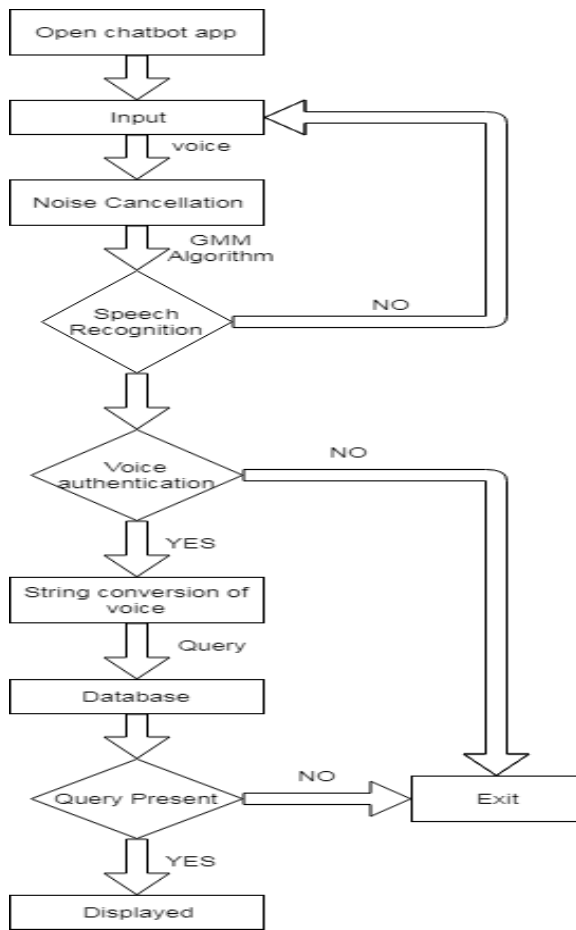 Open chatbot app
Input
voice
Noise Cancellation
GMM
Algorithm
Speech
Recognition
NO
Voice
authentication
NO
YES
String conversion of
voice
Query
Database
Query Present
NO
Exit
YES
Displayed